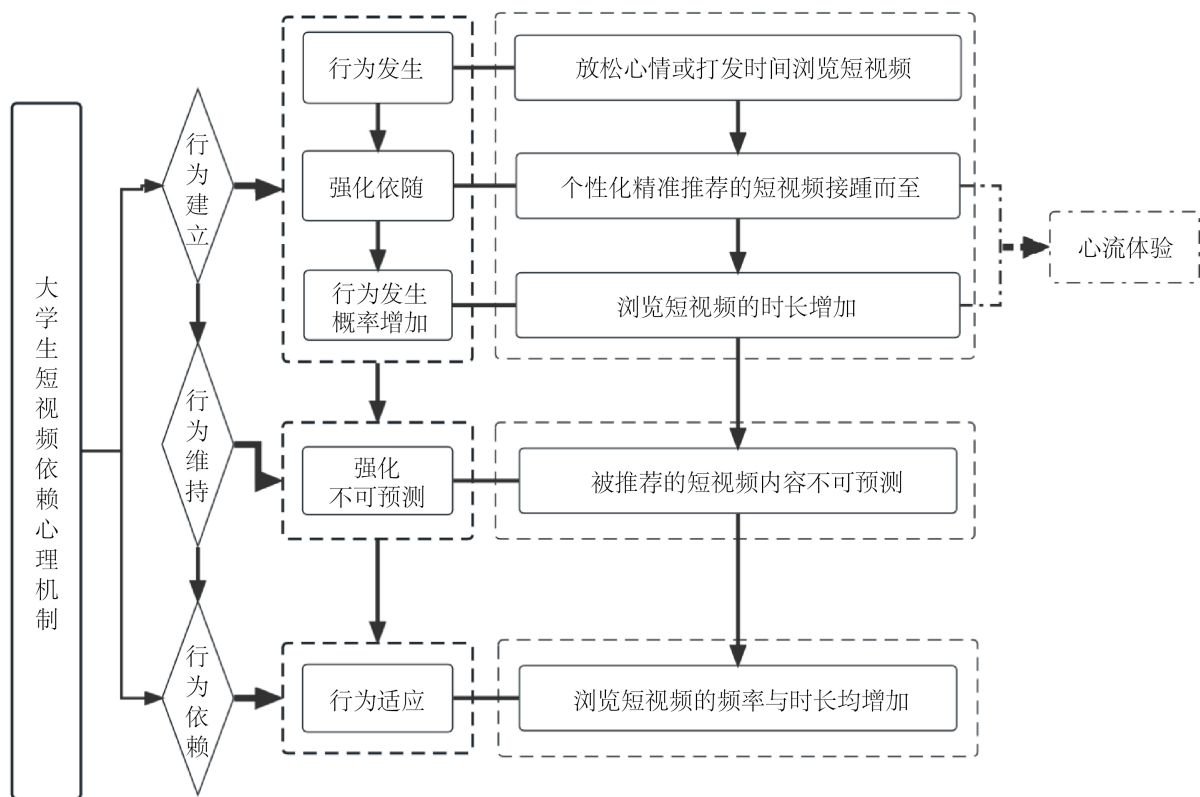 大学生短视频依赖心理机制
行为建立
行为发生
放松心情或打发时间浏览短视频
强化依随
个性化精准推荐的短视频接踵而至
心流体验
行为发生
概率增加
浏览短视频的时长增加
行为维持
强化
不可预测
被推荐的短视频内容不可预测
行为依赖
行为适应
浏览短视频的频率与时长均增加